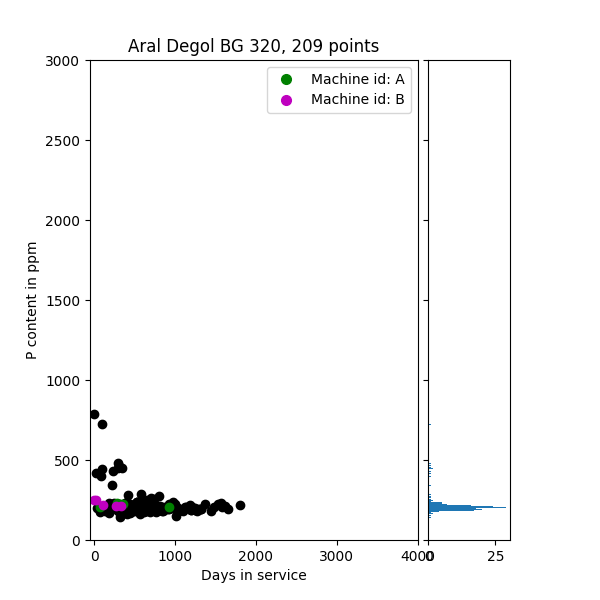 Aral Degol BG 320, 209 points
Machine id: A
Machine id: B
P content in ppm
3000
2500
2000
1500
1000
500
0
0 1000 2000 3000 4000
0 25
Days in service